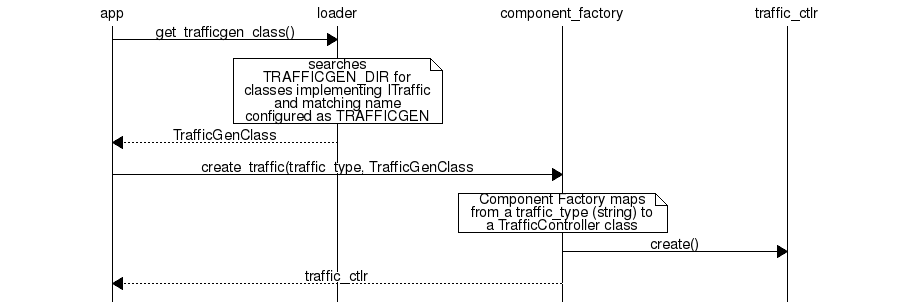 app loader component_factory traffic_ctlr
get_trafficgen_class()
searches
TRAFFICGEN_DIR for
classes implementing ITraffic
and matching name
configured as TRAFFICGEN
TrafficGenClass
create_traffic(traffic_type, TrafficGenClass
Component Factory maps
from a traffic_type (string) to
a TrafficController class
create()
traffic_ctlr